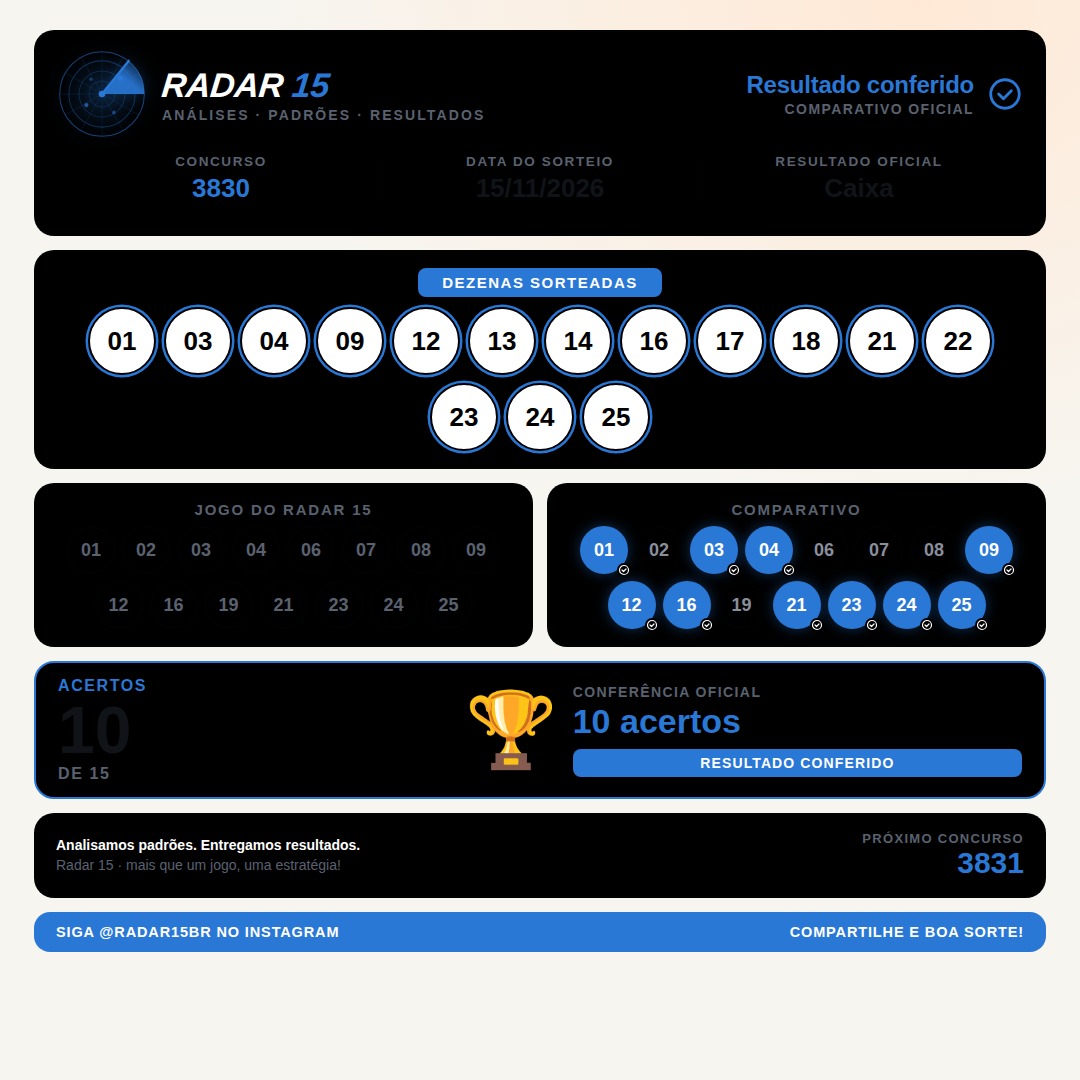 RADAR 15
ANÁLISES · PADRÕES · RESULTADOS
Resultado conferido
COMPARATIVO OFICIAL
CONCURSO
3830
DATA DO SORTEIO
15/11/2026
RESULTADO OFICIAL
Caixa
DEZENAS SORTEADAS
01 03 04 09 12 13 14 16 17 18 21 22
23 24 25
JOGO DO RADAR 15
01 02 03 04 06 07 08 09
12 16 19 21 23 24 25
COMPARATIVO
01 02 03 04 06 07 08 09
12 16 19 21 23 24 25
ACERTOS
10
DE 15
CONFERÊNCIA OFICIAL
10 acertos
RESULTADO CONFERIDO
Analisamos padrões. Entregamos resultados.
Radar 15 · mais que um jogo, uma estratégia!
PRÓXIMO CONCURSO
3831
SIGA @RADAR15BR NO INSTAGRAM
COMPARTILHE E BOA SORTE!